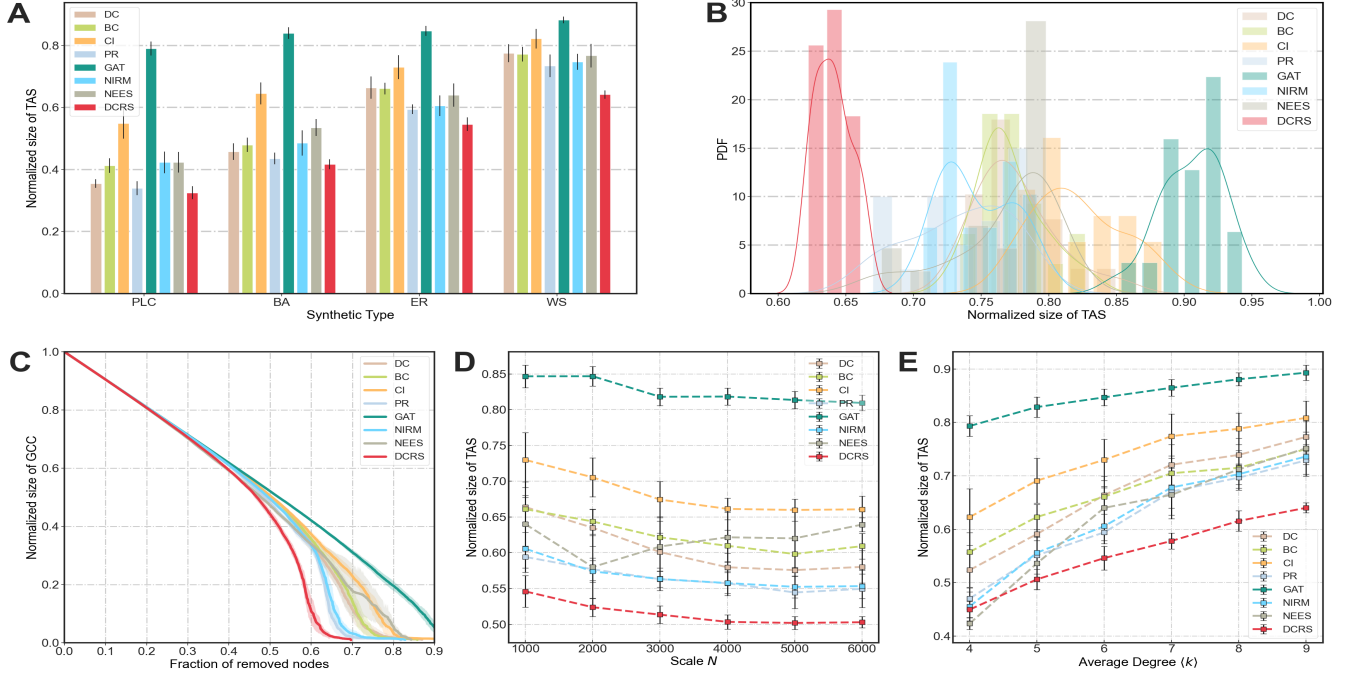 A
Normalized size of TAS
0.8
0.6
0.4
0.2
0.0
DC
BC
CI
PR
GAT
NIRM
NEES
DCRS
PLC BA ER WS
Synthetic Type
B
PDF
30
25
20
15
10
5
0
DC
BC
CI
PR
GAT
NIRM
NEES
DCRS
0.60 0.65 0.70 0.75 0.80 0.85 0.90 0.95 1.00
Normalized size of TAS
C
Normalized size of GCC
1.0
0.8
0.6
0.4
0.2
0.0
DC
BC
CI
PR
GAT
NIRM
NEES
DCRS
0.0 0.1 0.2 0.3 0.4 0.5 0.6 0.7 0.8 0.9
Fraction of removed nodes
D
Normalized size of TAS
0.85
0.80
0.75
0.70
0.65
0.60
0.55
0.50
DC
BC
CI
PR
GAT
NIRM
NEES
DCRS
1000 2000 3000 4000 5000 6000
Scale N
E
Normalized size of TAS
0.9
0.8
0.7
0.6
0.5
0.4
DC
BC
CI
PR
GAT
NIRM
NEES
DCRS
4 5 6 7 8 9
Average Degree ⟨k⟩